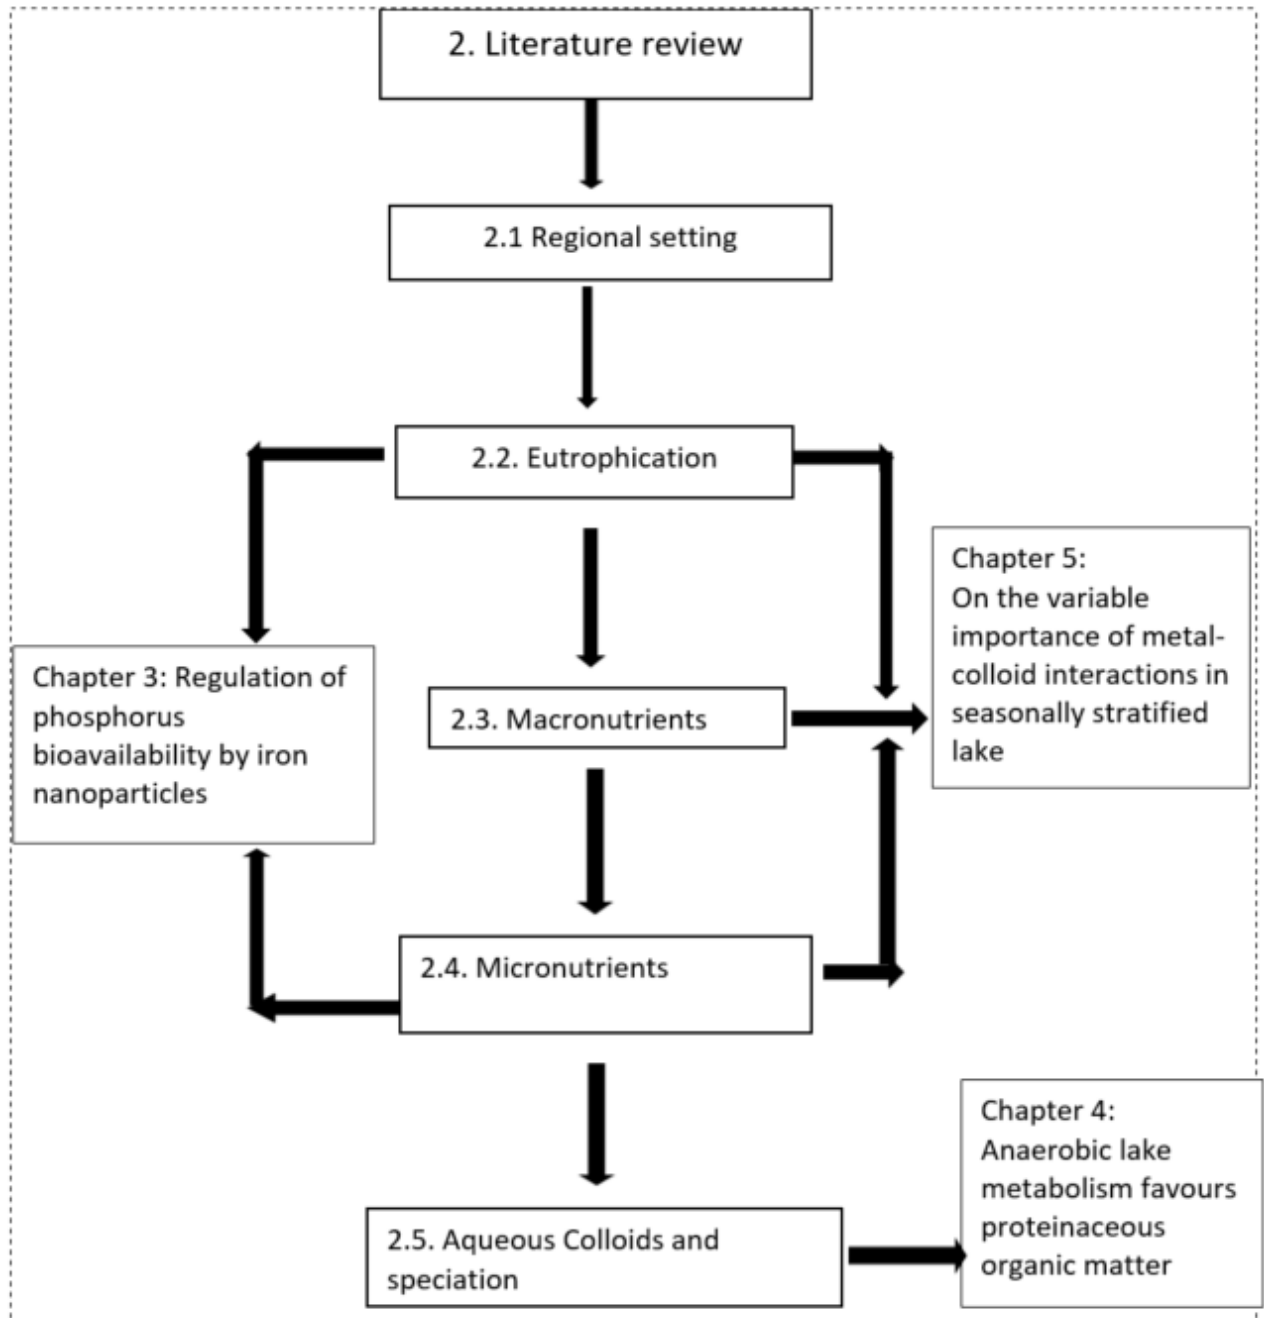 2. Literature review
2.1 Regional setting
2.2. Eutrophication
Chapter 5:
On the variable
importance of metal-
colloid interactions in
seasonally stratified
lake
Chapter 3: Regulation of
phosphorus
bioavailability by iron
nanoparticles
2.3. Macronutrients
2.4. Micronutrients
Chapter 4:
Anaerobic lake
metabolism favours
proteinaceous
organic matter
2.5. Aqueous Colloids and
speciation